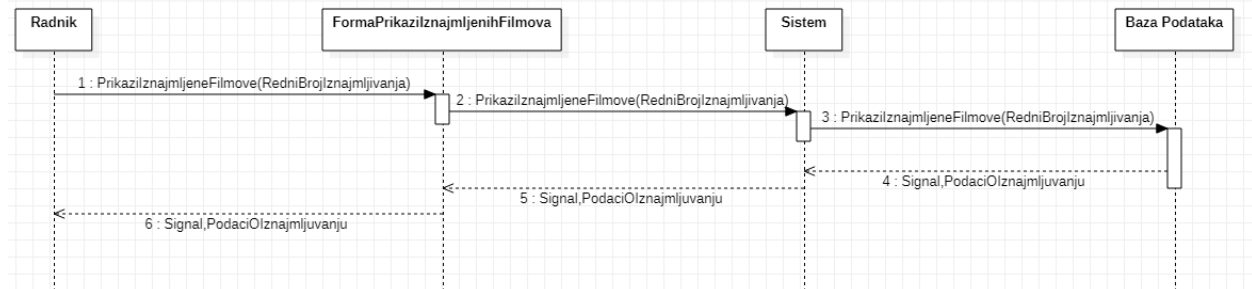 Radnik
FormaPrikaziIznajmljenihFilmova
Sistem
Baza Podataka
1 : PrikaziIznajmljeneFilmove(RedniBrojIznajmljivanja)
2 : PrikaziIznajmljeneFilmove(RedniBrojIznajmljivanja)
3 : PrikaziIznajmljeneFilmove(RedniBrojIznajmljivanja)
4 : Signal,PodaciOIznajmljuvanju
5 : Signal,PodaciOIznajmljuvanju
6 : Signal,PodaciOIznajmljuvanju